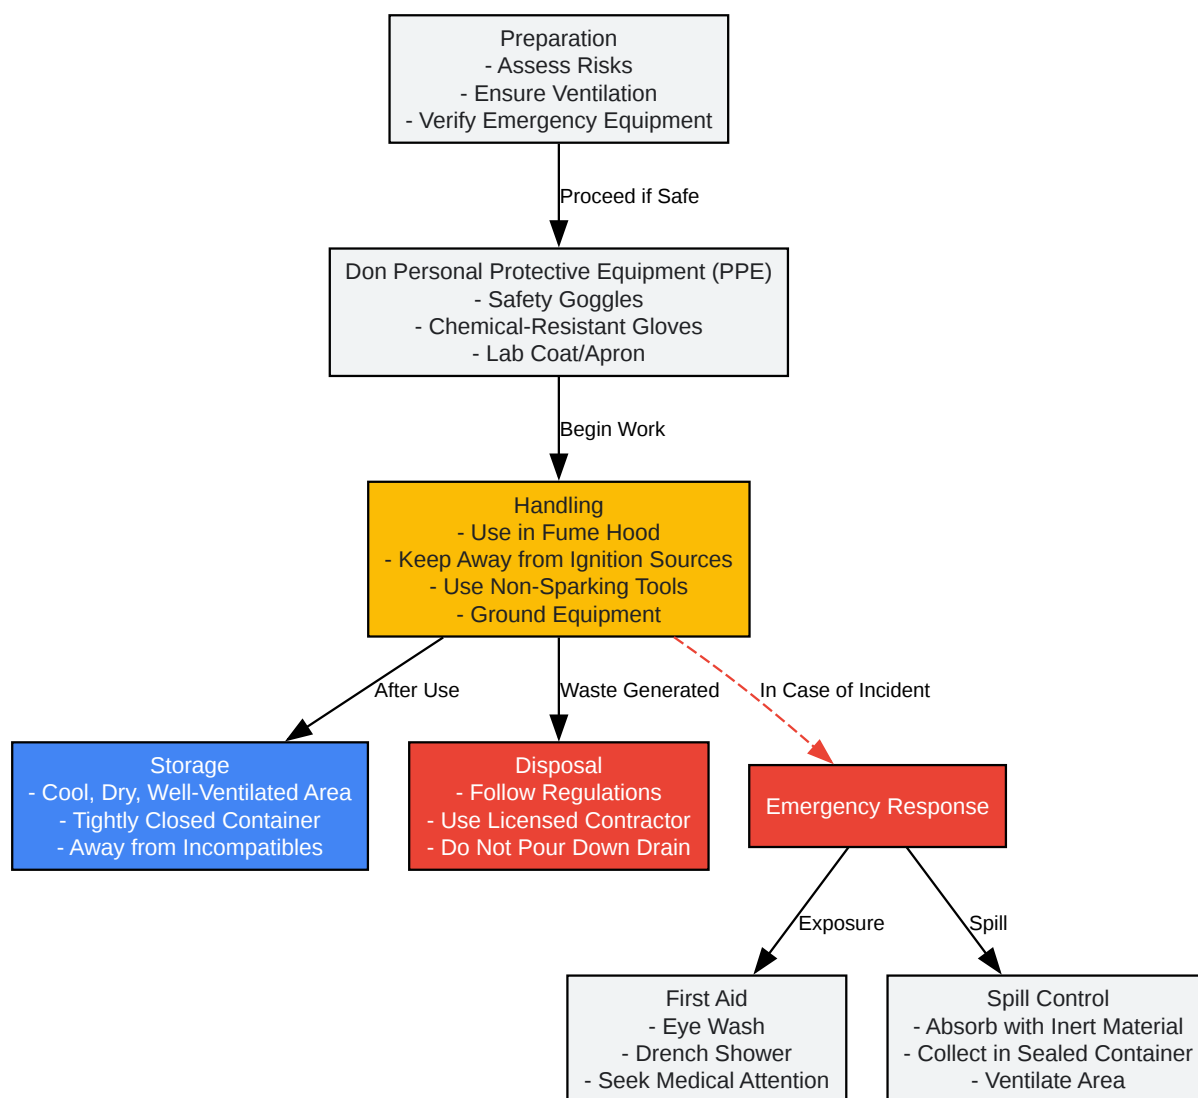 Preparation
- Assess Risks
- Ensure Ventilation
- Verify Emergency Equipment
Proceed if Safe
Don Personal Protective Equipment (PPE)
- Safety Goggles
- Chemical-Resistant Gloves
- Lab Coat/Apron
Begin Work
Handling
- Use in Fume Hood
- Keep Away from Ignition Sources
- Use Non-Sparking Tools
- Ground Equipment
After Use
Waste Generated
In Case of Incident
Storage
- Cool, Dry, Well-Ventilated Area
- Tightly Closed Container
- Away from Incompatibles
Disposal
- Follow Regulations
- Use Licensed Contractor
- Do Not Pour Down Drain
Emergency Response
Exposure
Spill
First Aid
- Eye Wash
- Drench Shower
- Seek Medical Attention
Spill Control
- Absorb with Inert Material
- Collect in Sealed Container
- Ventilate Area